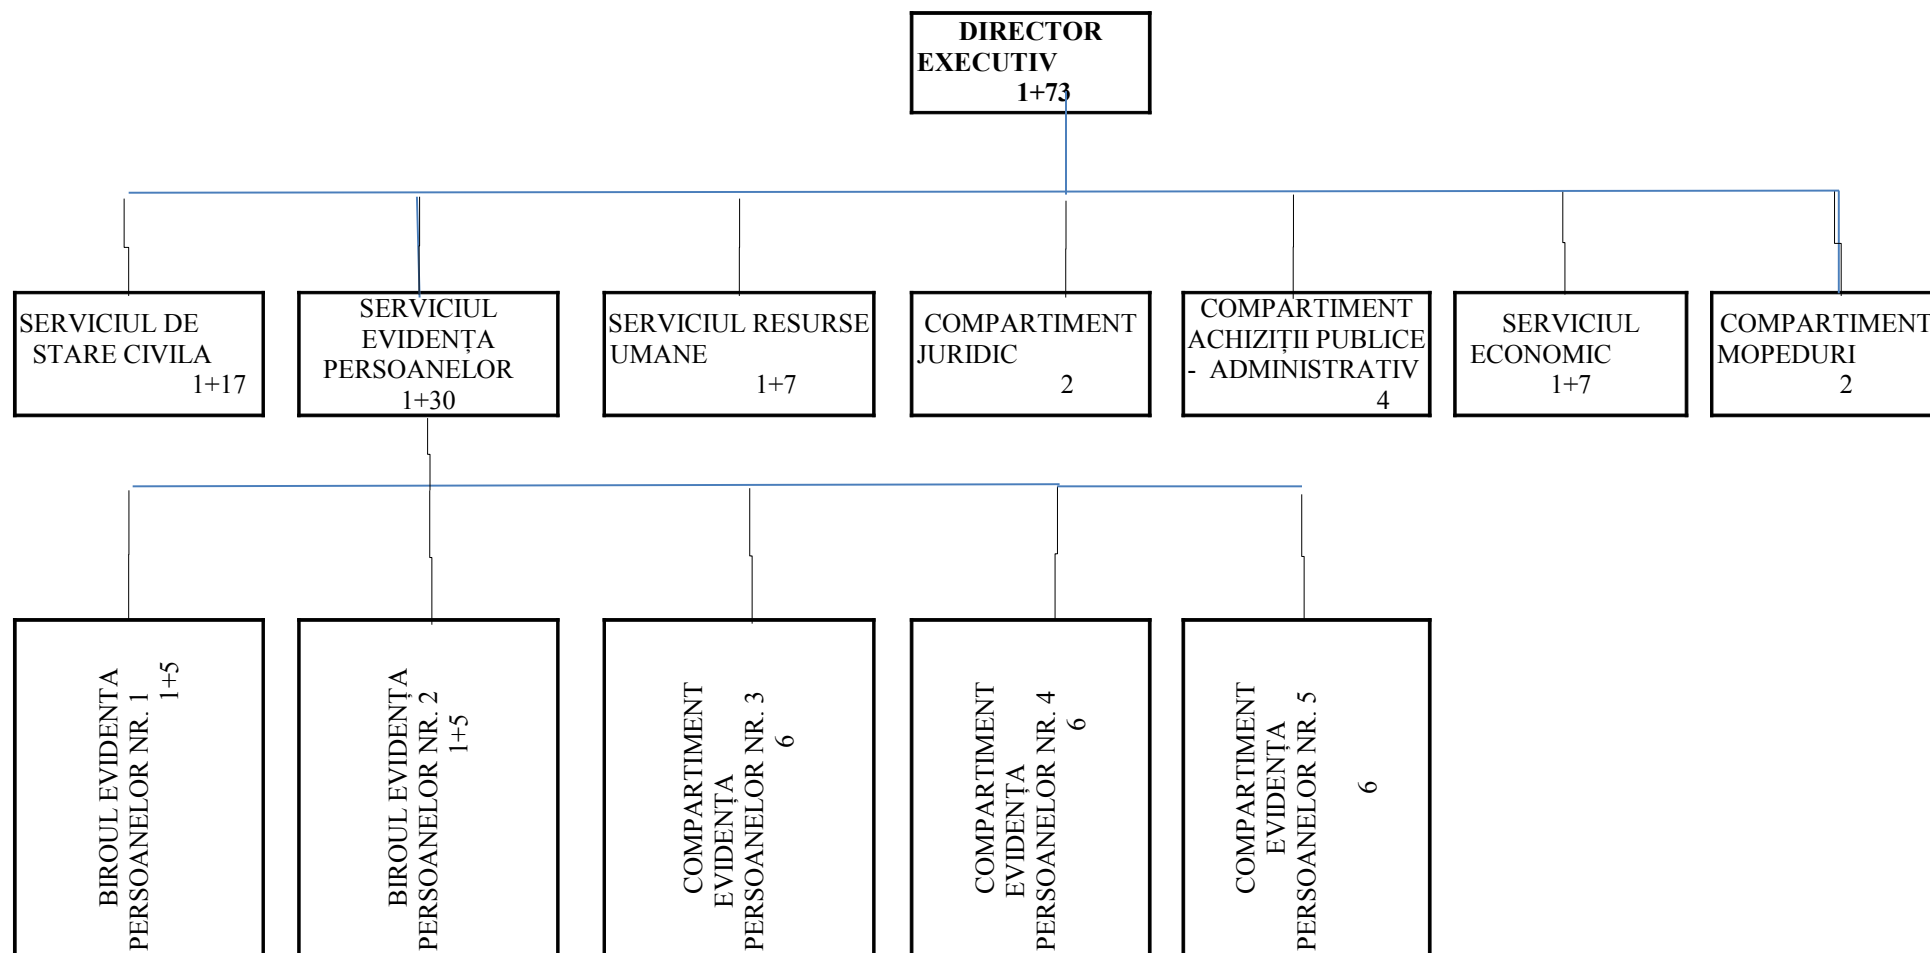 DIRECTOR
EXECUTIV
1+73
SERVICIUL DE
STARE CIVILA
1+17
SERVICIUL
EVIDENȚA
PERSOANELOR
1+30
SERVICIUL RESURSE
UMANE
1+7
COMPARTIMENT
JURIDIC
2
COMPARTIMENT
ACHIZIȚII PUBLICE
- ADMINISTRATIV
4
SERVICIUL
ECONOMIC
1+7
COMPARTIMENT
MOPEDURI
2
BIROUL EVIDENTA
PERSOANELOR NR. 1
1+5
BIROUL EVIDENȚA
PERSOANELOR NR. 2
1+5
COMPARTIMENT
EVIDENȚA
PERSOANELOR NR. 3
6
COMPARTIMENT
EVIDENȚA
PERSOANELOR NR. 4
6
COMPARTIMENT
EVIDENȚA
PERSOANELOR NR. 5
6